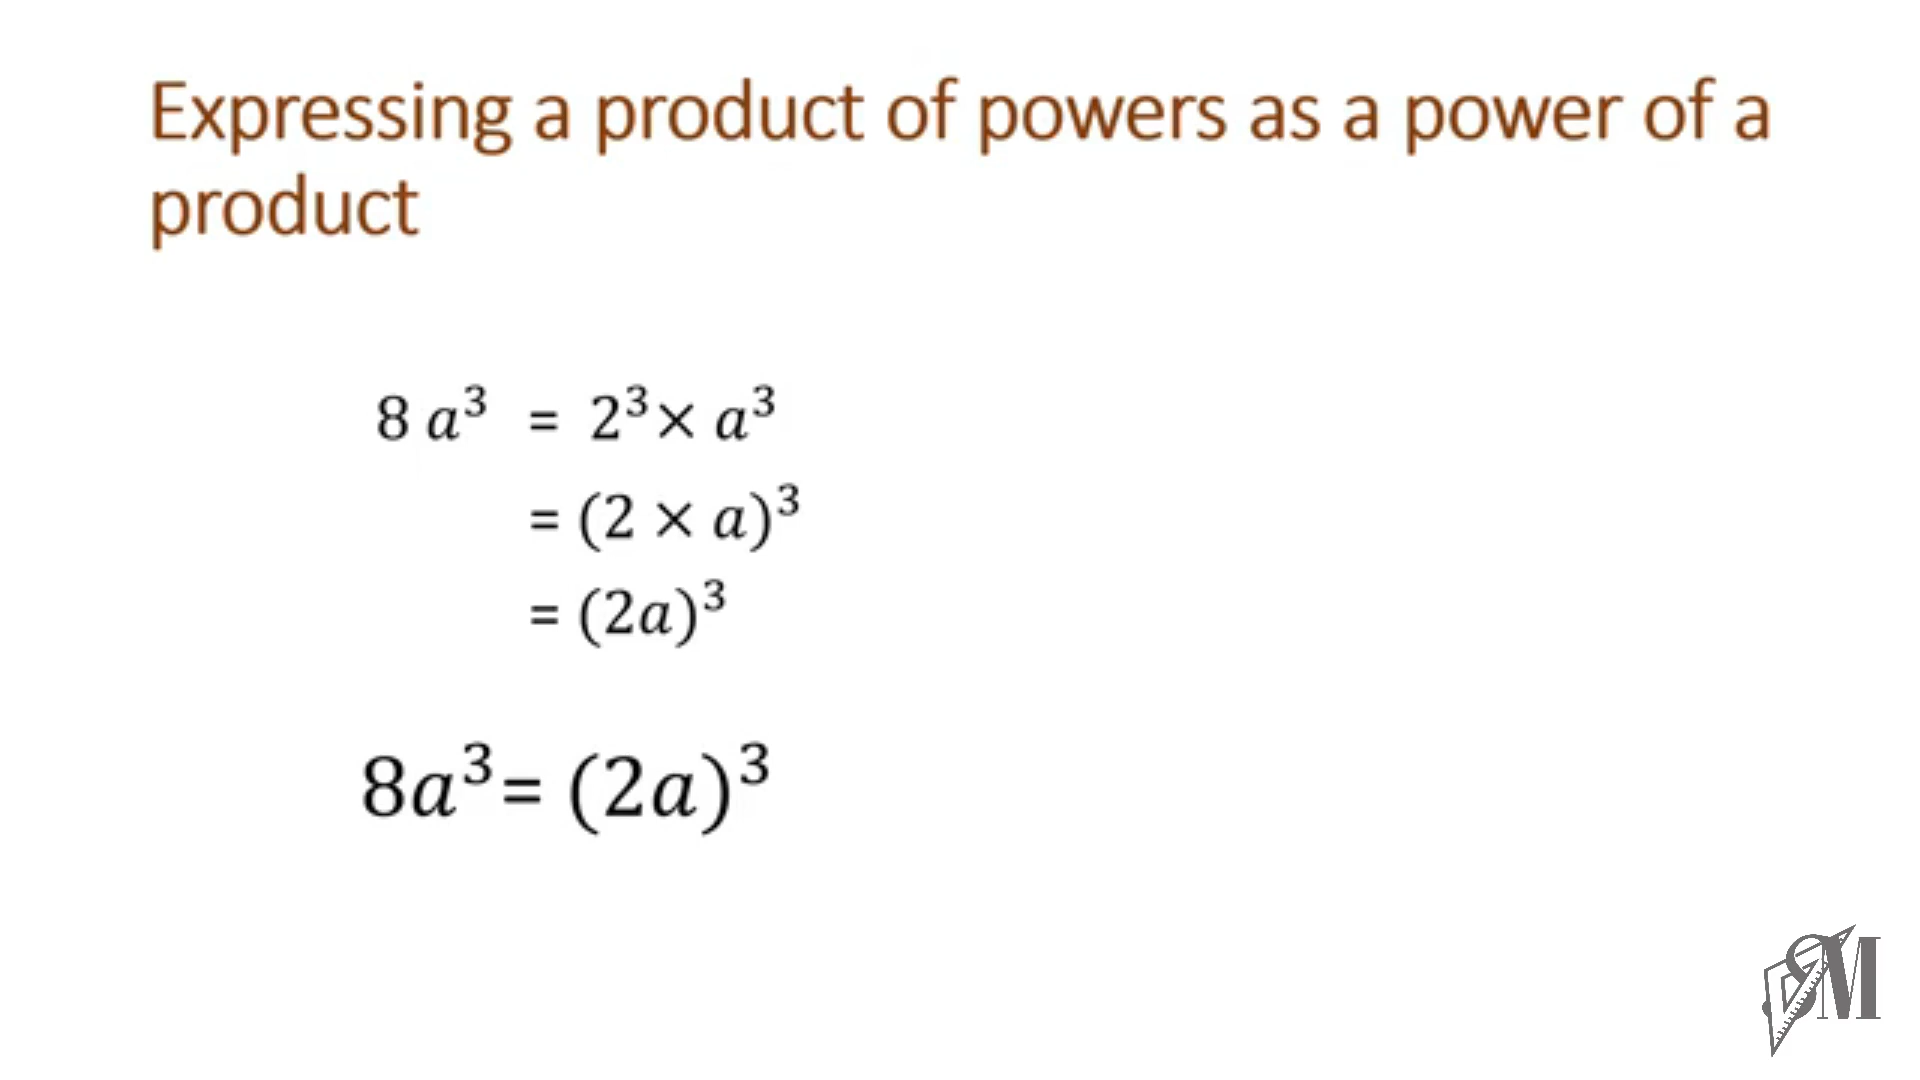 Expressing a product of powers as a power of a
product
8 a³ = 2³× a³
= (2 × a)³
= (2a)³
8a³= (2a)³
SM